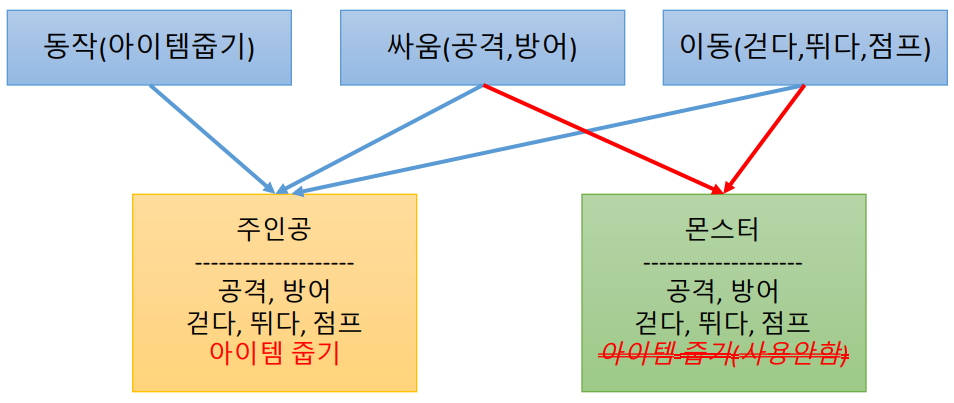 동작(아이템줍기)
싸움(공격,방어)
이동(걷다,뛰다,점프)
주인공
--------------------
공격, 방어
걷다, 뛰다, 점프
아이템 줍기
몬스터
--------------------
공격, 방어
걷다, 뛰다, 점프
아이템 줍기(사용안함)